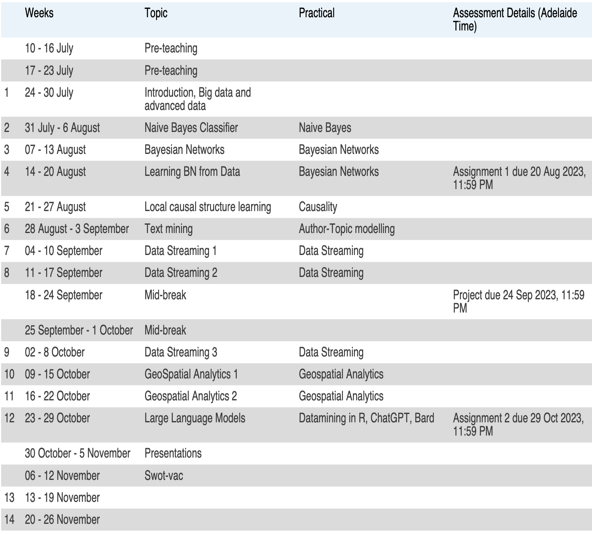 Weeks Topic Practical Assessment Details (Adelaide
Time)
10 - 16 July Pre-teaching
17 - 23 July Pre-teaching
1 24 - 30 July Introduction, Big data and
advanced data
2 31 July - 6 August Naive Bayes Classifier Naive Bayes
3 07 - 13 August Bayesian Networks Bayesian Networks
4 14 - 20 August Learning BN from Data Bayesian Networks Assignment 1 due 20 Aug 2023,
11:59 PM
5 21 - 27 August Local causal structure learning Causality
6 28 August - 3 September Text mining Author-Topic modelling
7 04 - 10 September Data Streaming 1 Data Streaming
8 11 - 17 September Data Streaming 2 Data Streaming
18 - 24 September Mid-break Project due 24 Sep 2023, 11:59
PM
25 September - 1 October Mid-break
9 02 - 8 October Data Streaming 3 Data Streaming
10 09 - 15 October GeoSpatial Analytics 1 Geospatial Analytics
11 16 - 22 October Geospatial Analytics 2 Geospatial Analytics
12 23 - 29 October Large Language Models Datamining in R, ChatGPT, Bard Assignment 2 due 29 Oct 2023,
11:59 PM
30 October - 5 November Presentations
06 - 12 November Swot-vac
13 13 - 19 November
14 20 - 26 November